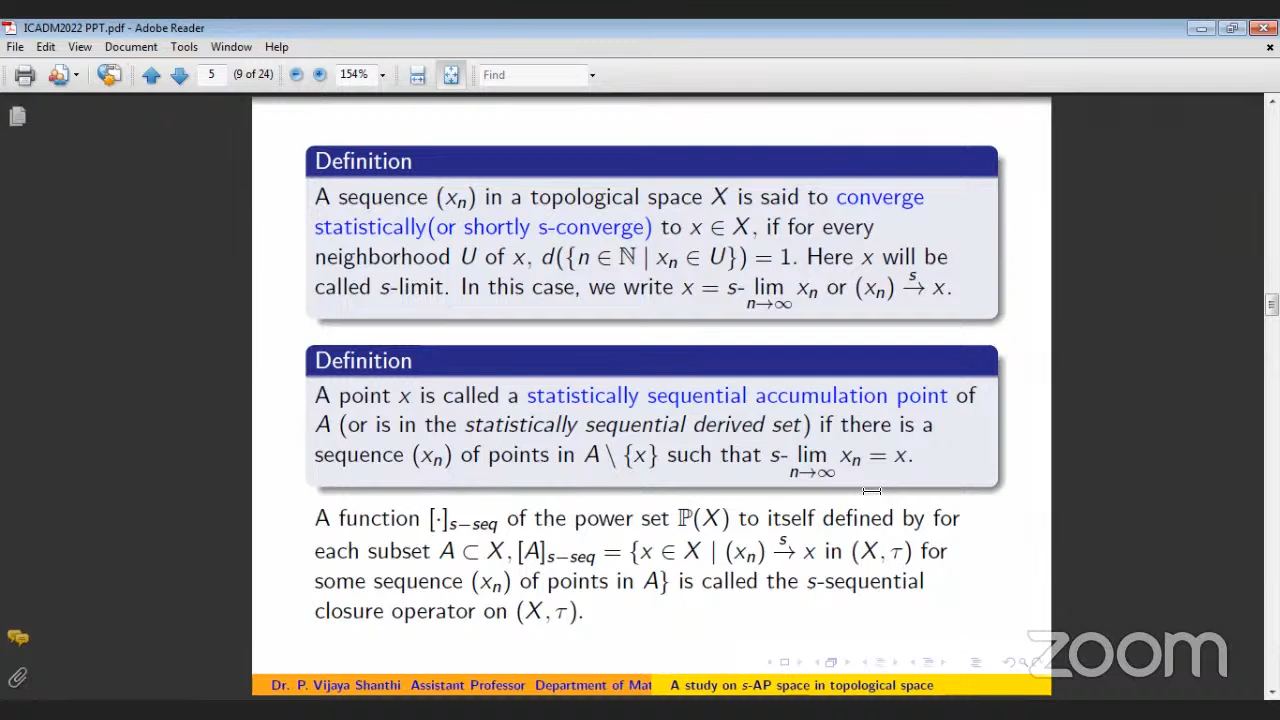 ICADM2022 PPT.pdf - Adobe Reader
File Edit View Document Tools Window Help
5 (9 of 24) 154% Find
Definition
A sequence (xₙ) in a topological space X is said to converge
statistically(or shortly s-converge) to x ∈ X, if for every
neighborhood U of x, d({n ∈ ℕ | xₙ ∈ U}) = 1. Here x will be
called s-limit. In this case, we write x = s- lim xₙ or (xₙ) →ˢ x.
n→∞
Definition
A point x is called a statistically sequential accumulation point of
A (or is in the statistically sequential derived set) if there is a
sequence (xₙ) of points in A \ {x} such that s- lim xₙ = x.
n→∞
A function [·]s−seq of the power set ℙ(X) to itself defined by for
each subset A ⊂ X, [A]s−seq = {x ∈ X | (xₙ) →ˢ x in (X, τ) for
some sequence (xₙ) of points in A} is called the s-sequential
closure operator on (X, τ).
zoom
Dr. P. Vijaya Shanthi Assistant Professor Department of Mat A study on s-AP space in topological space